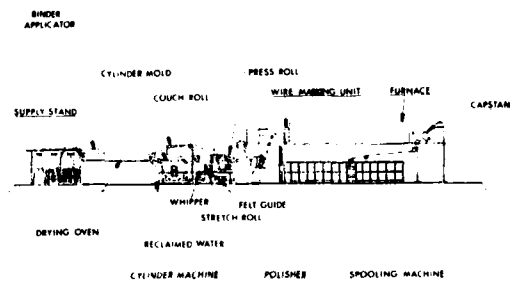 BINDER
APPLICATOR
CYLINDER MOLD
PRESS ROLL
COUCH ROLL
WIRE MARKING UNIT
FURNACE
SUPPLY STAND
CAPSTAN
WHIPPER
FELT GUIDE
STRETCH ROLL
DRYING OVEN
RECLAIMED WATER
CYLINDER MACHINE
POLISHER
SPOOLING MACHINE